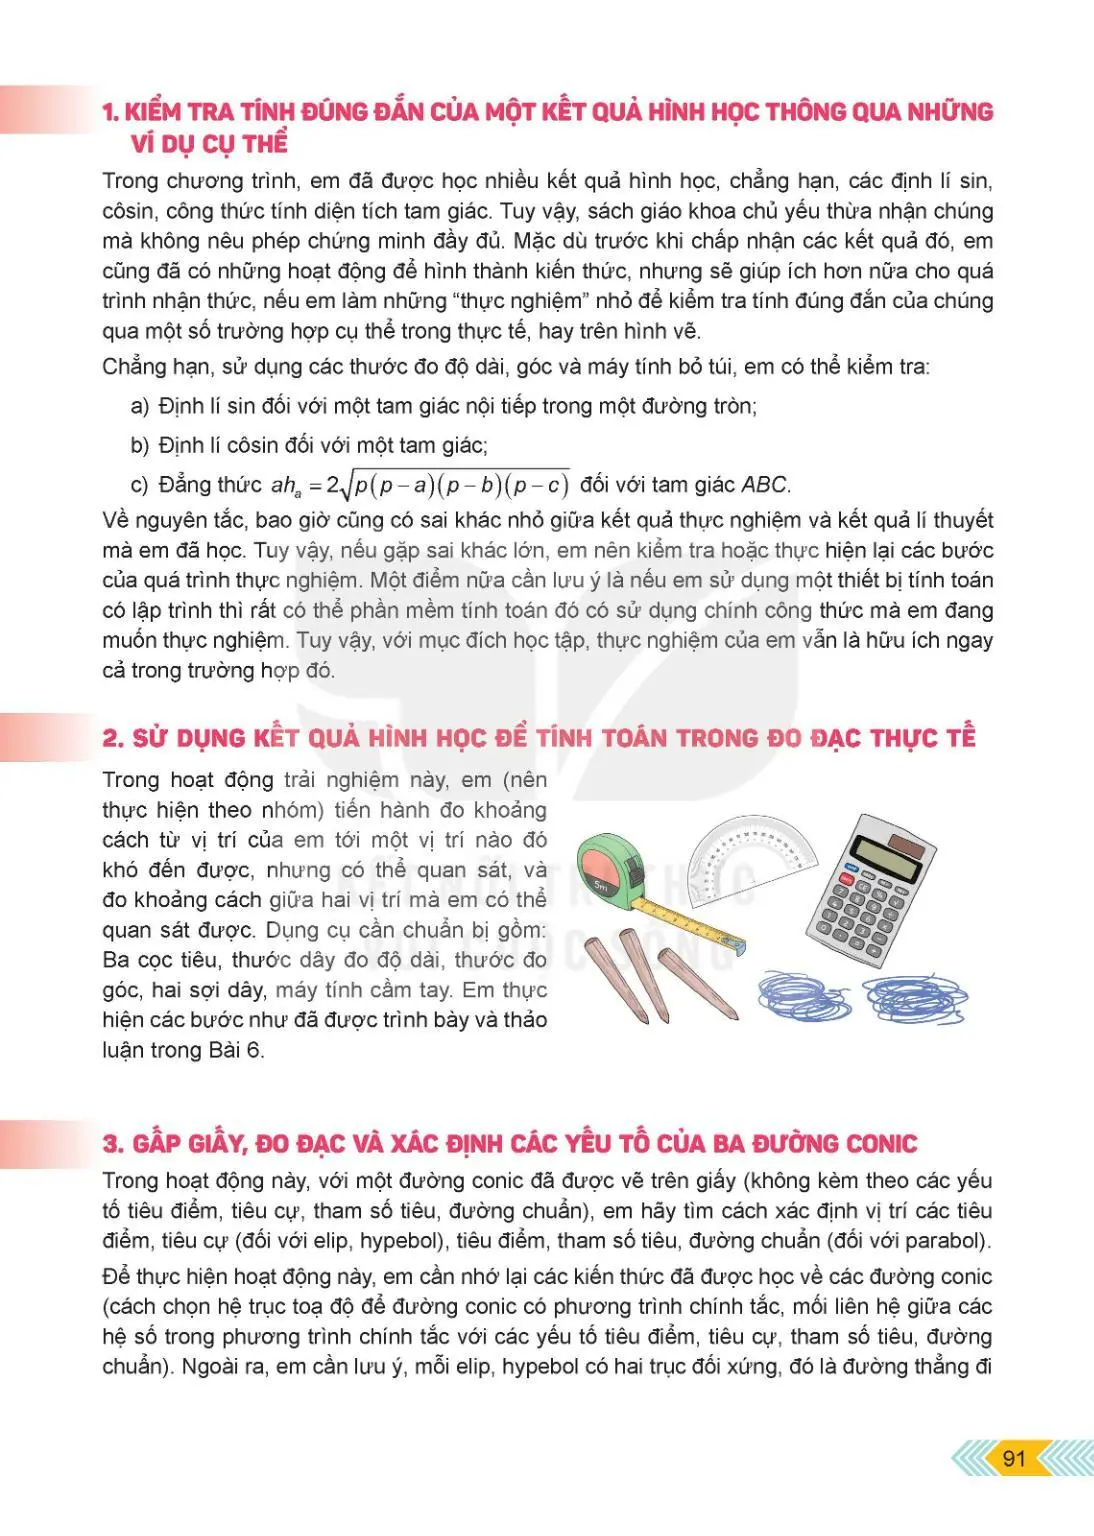 1. KIỂM TRA TÍNH ĐÚNG ĐẮN CỦA MỘT KẾT QUẢ HÌNH HỌC THÔNG QUA NHỮNG
VÍ DỤ CỤ THỂ
Trong chương trình, em đã được học nhiều kết quả hình học, chẳng hạn, các định lí sin,
côsin, công thức tính diện tích tam giác. Tuy vậy, sách giáo khoa chủ yếu thừa nhận chúng
mà không nêu phép chứng minh đầy đủ. Mặc dù trước khi chấp nhận các kết quả đó, em
cũng đã có những hoạt động để hình thành kiến thức, nhưng sẽ giúp ích hơn nữa cho quá
trình nhận thức, nếu em làm những “thực nghiệm” nhỏ để kiểm tra tính đúng đắn của chúng
qua một số trường hợp cụ thể trong thực tế, hay trên hình vẽ.
Chẳng hạn, sử dụng các thước đo độ dài, góc và máy tính bỏ túi, em có thể kiểm tra:
a) Định lí sin đối với một tam giác nội tiếp trong một đường tròn;
b) Định lí côsin đối với một tam giác;
c) Đẳng thức ahₐ = 2√(p(p – a)(p – b)(p – c)) đối với tam giác ABC.
Về nguyên tắc, bao giờ cũng có sai khác nhỏ giữa kết quả thực nghiệm và kết quả lí thuyết
mà em đã học. Tuy vậy, nếu gặp sai khác lớn, em nên kiểm tra hoặc thực hiện lại các bước
của quá trình thực nghiệm. Một điểm nữa cần lưu ý là nếu em sử dụng một thiết bị tính toán
có lập trình thì rất có thể phần mềm tính toán đó có sử dụng chính công thức mà em đang
muốn thực nghiệm. Tuy vậy, với mục đích học tập, thực nghiệm của em vẫn là hữu ích ngay
cả trong trường hợp đó.
2. SỬ DỤNG KẾT QUẢ HÌNH HỌC ĐỂ TÍNH TOÁN TRONG ĐO ĐẠC THỰC TẾ
Trong hoạt động trải nghiệm này, em (nên
thực hiện theo nhóm) tiến hành đo khoảng
cách từ vị trí của em tới một vị trí nào đó
khó đến được, nhưng có thể quan sát, và
đo khoảng cách giữa hai vị trí mà em có thể
quan sát được. Dụng cụ cần chuẩn bị gồm:
Ba cọc tiêu, thước dây đo độ dài, thước đo
góc, hai sợi dây, máy tính cầm tay. Em thực
hiện các bước như đã được trình bày và thảo
luận trong Bài 6.
5m
KẾT NỐI TRI THỨC
VỚI CUỘC SỐNG
3. GẤP GIẤY, ĐO ĐẠC VÀ XÁC ĐỊNH CÁC YẾU TỐ CỦA BA ĐƯỜNG CONIC
Trong hoạt động này, với một đường conic đã được vẽ trên giấy (không kèm theo các yếu
tố tiêu điểm, tiêu cự, tham số tiêu, đường chuẩn), em hãy tìm cách xác định vị trí các tiêu
điểm, tiêu cự (đối với elip, hypebol), tiêu điểm, tham số tiêu, đường chuẩn (đối với parabol).
Để thực hiện hoạt động này, em cần nhớ lại các kiến thức đã được học về các đường conic
(cách chọn hệ trục toạ độ để đường conic có phương trình chính tắc, mối liên hệ giữa các
hệ số trong phương trình chính tắc với các yếu tố tiêu điểm, tiêu cự, tham số tiêu, đường
chuẩn). Ngoài ra, em cần lưu ý, mỗi elip, hypebol có hai trục đối xứng, đó là đường thẳng đi
91